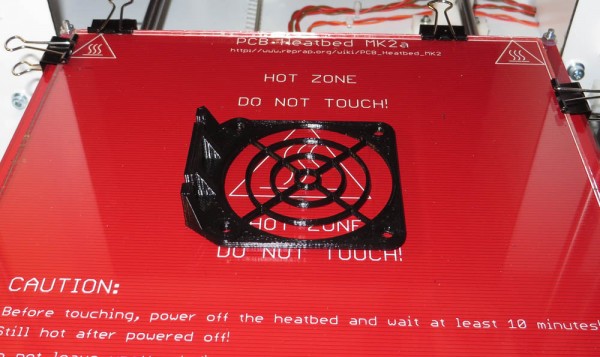 PCB Heatbed MK2a
http://www.reprap.org/wiki/PCB_Heatbed_MK2
HOT ZONE
DO NOT TOUCH!
HOT ZONE
DO NOT TOUCH!
CAUTION:
Before touching, power off the heatbed and wait at least 10 minutes!
Still hot after powered off!